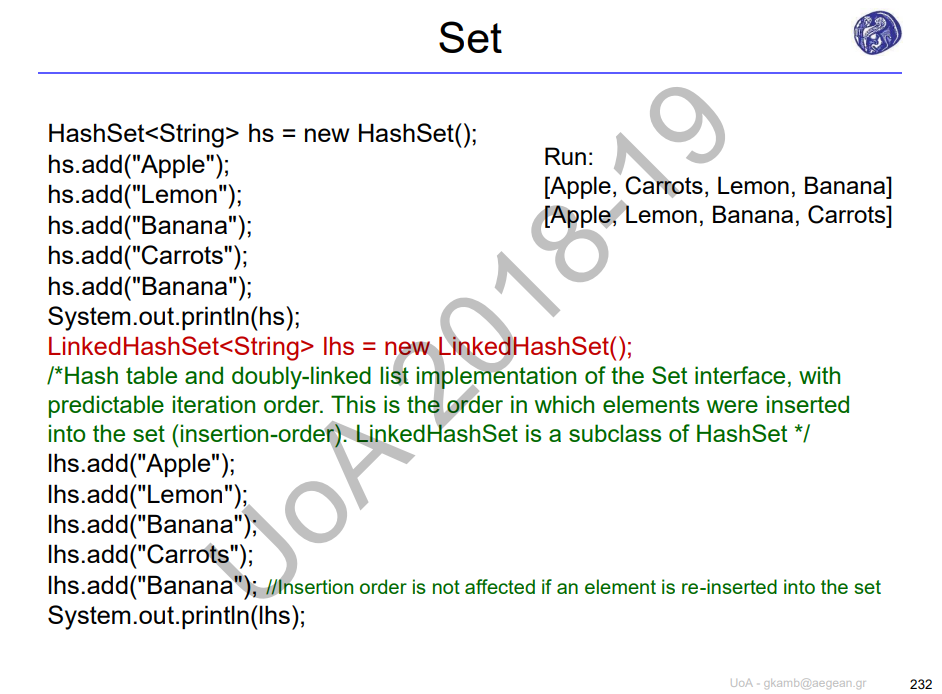 Set
HashSet<String> hs = new HashSet();
hs.add("Apple");
hs.add("Lemon");
hs.add("Banana");
hs.add("Carrots");
hs.add("Banana");
System.out.println(hs);
LinkedHashSet<String> lhs = new LinkedHashSet();
/*Hash table and doubly-linked list implementation of the Set interface, with
predictable iteration order. This is the order in which elements were inserted
into the set (insertion-order). LinkedHashSet is a subclass of HashSet */
lhs.add("Apple");
lhs.add("Lemon");
lhs.add("Banana");
lhs.add("Carrots");
lhs.add("Banana"); //Insertion order is not affected if an element is re-inserted into the set
System.out.println(lhs);
Run:
[Apple, Carrots, Lemon, Banana]
[Apple, Lemon, Banana, Carrots]
UoA 2018-19
UoA - gkamb@aegean.gr
232